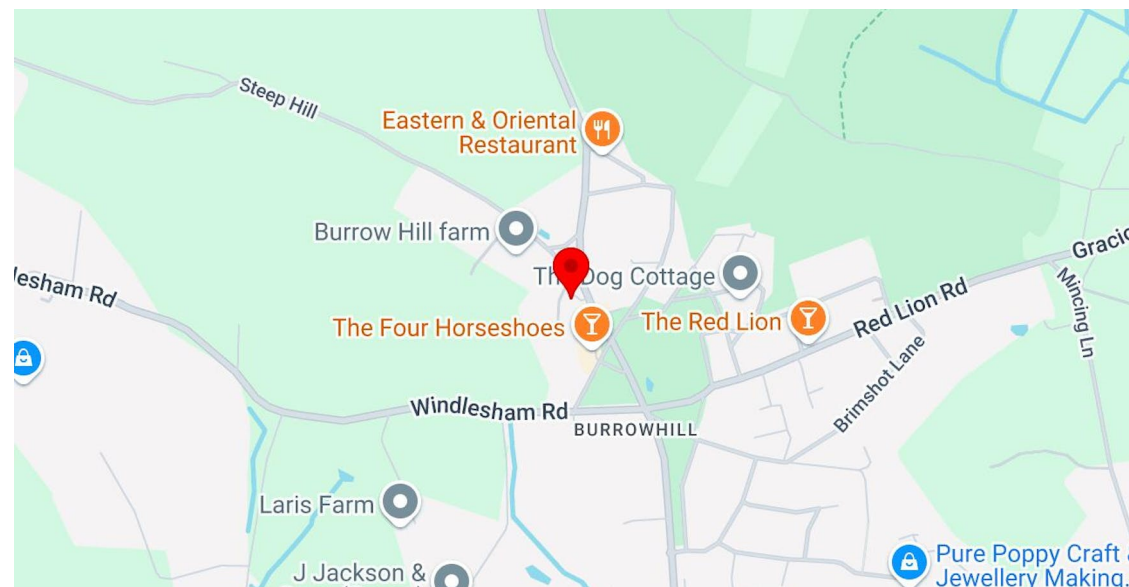 Steep Hill
Eastern & Oriental
Restaurant
Burrow Hill farm
The Dog Cottage
Gracio
lesham Rd
Mincing Ln
The Four Horseshoes
The Red Lion
Red Lion Rd
Brimshot Lane
Windlesham Rd
BURROWHILL
Laris Farm
J Jackson &
Pure Poppy Craft &
Jewellery Making,